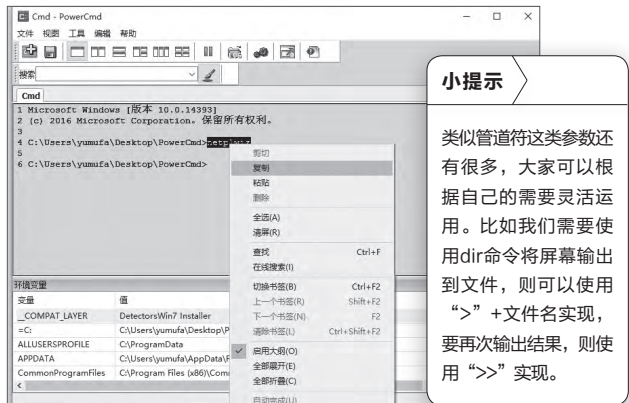 Cmd - PowerCmd
文件 视图 工具 编辑 帮助
搜索
Cmd
1 Microsoft Windows [版本 10.0.14393]
2 (c) 2016 Microsoft Corporation。保留所有权利。
3
4 C:\Users\yumufa\Desktop\PowerCmd>netplwiz
5
6 C:\Users\yumufa\Desktop\PowerCmd>
剪切
复制
粘贴
删除
全选(A)
清屏(R)
查找 Ctrl+F
在线搜索(I)
切换书签(B) Ctrl+F2
上一个书签(R) Shift+F2
下一个书签(N) F2
清除书签(L) Ctrl+Shift+F2
启用大纲(O)
全部展开(E)
全部折叠(C)
自动完成(U)
环境变量
变量 值
__COMPAT_LAYER DetectorsWin7 Installer
=C: C:\Users\yumufa\Desktop\P
ALLUSERSPROFILE C:\ProgramData
APPDATA C:\Users\yumufa\AppData\R
CommonProgramFiles C:\Program Files (x86)\Com
小提示
类似管道符这类参数还
有很多，大家可以根
据自己的需要灵活运
用。比如我们需要使
用dir命令将屏幕输出
到文件，则可以使用
“>”+文件名实现，
要再次输出结果，则使
用“>>”实现。